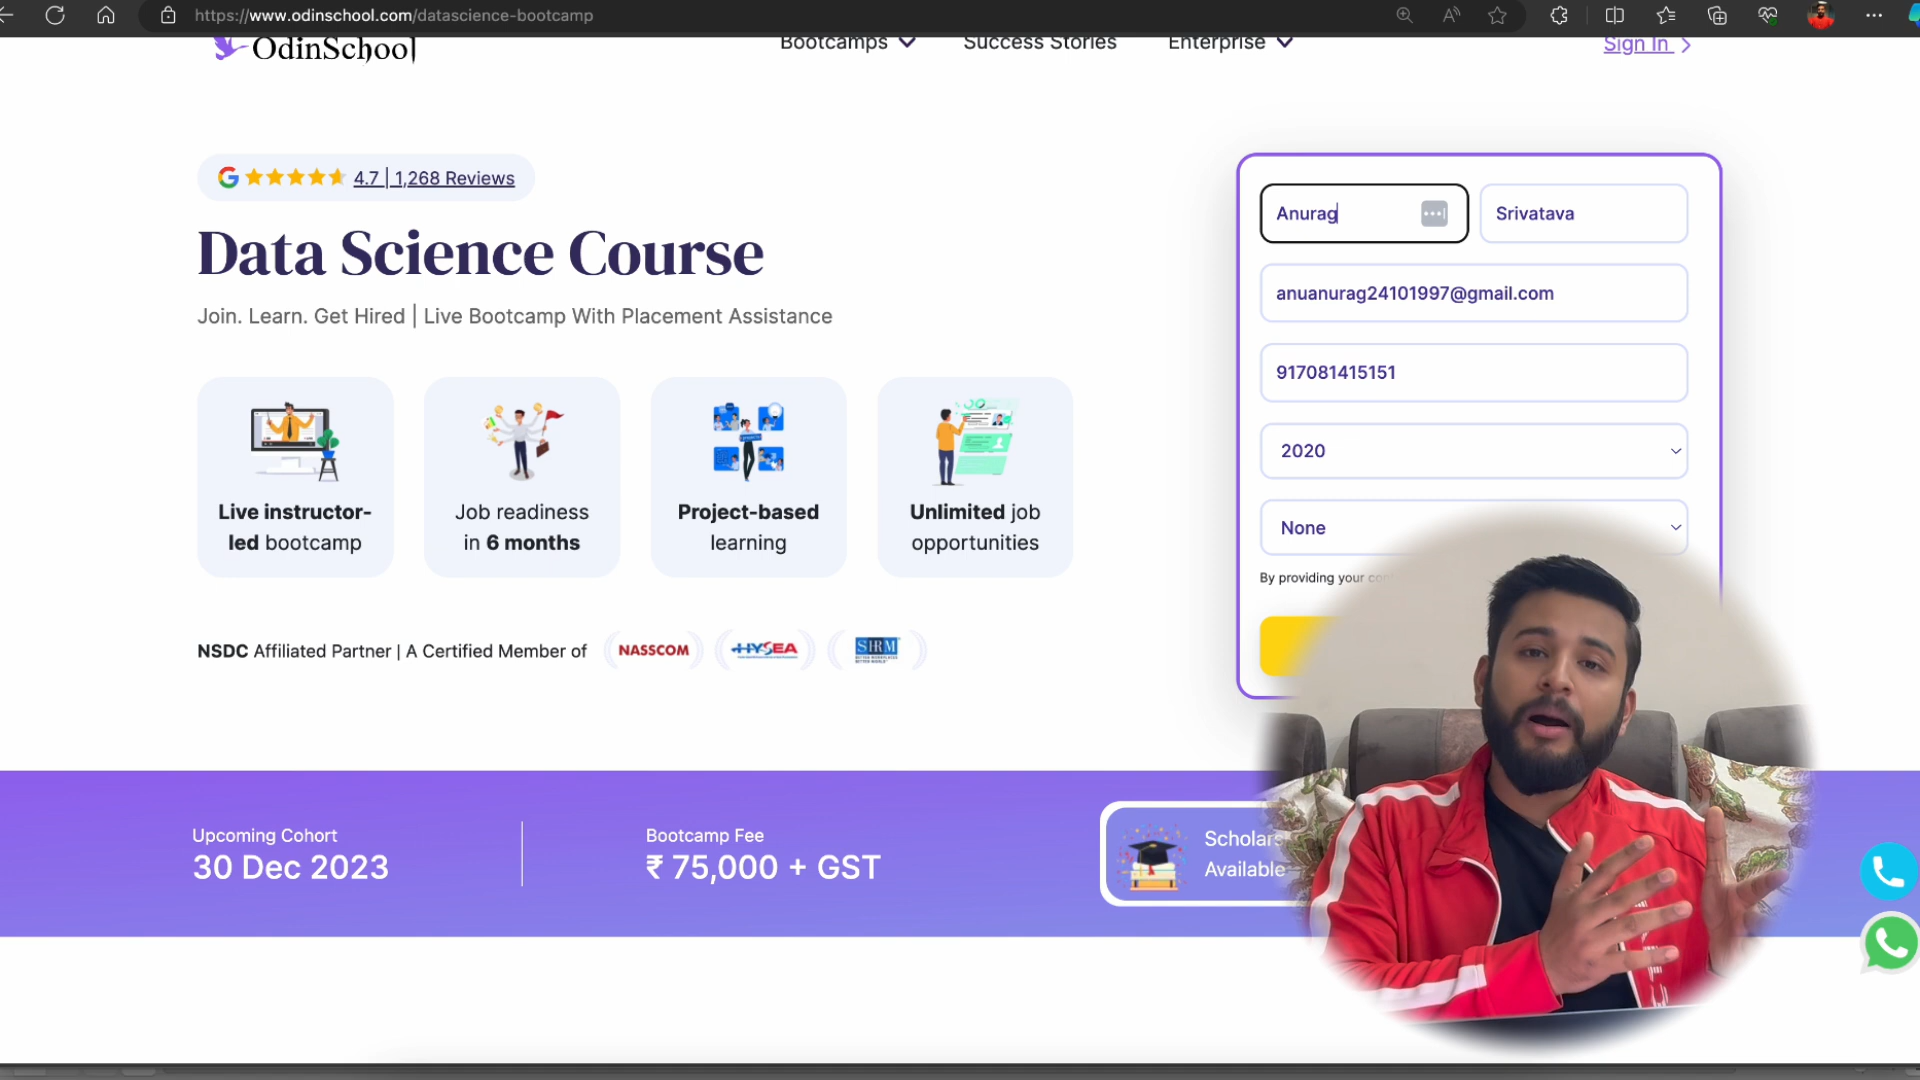 https://www.odinschool.com/datascience-bootcamp
OdinSchool
Bootcamps
Success Stories
Enterprise
Sign In
4.7 | 1,268 Reviews
Data Science Course
Join. Learn. Get Hired | Live Bootcamp With Placement Assistance
Live instructor-
led bootcamp
Job readiness
in 6 months
Project-based
learning
Unlimited job
opportunities
NSDC Affiliated Partner | A Certified Member of
NASSCOM
HYSEA
SHRM
Anurag
Srivatava
anuanurag24101997@gmail.com
917081415151
2020
None
By providing your
Upcoming Cohort
30 Dec 2023
Bootcamp Fee
₹ 75,000 + GST
Scholars
Available